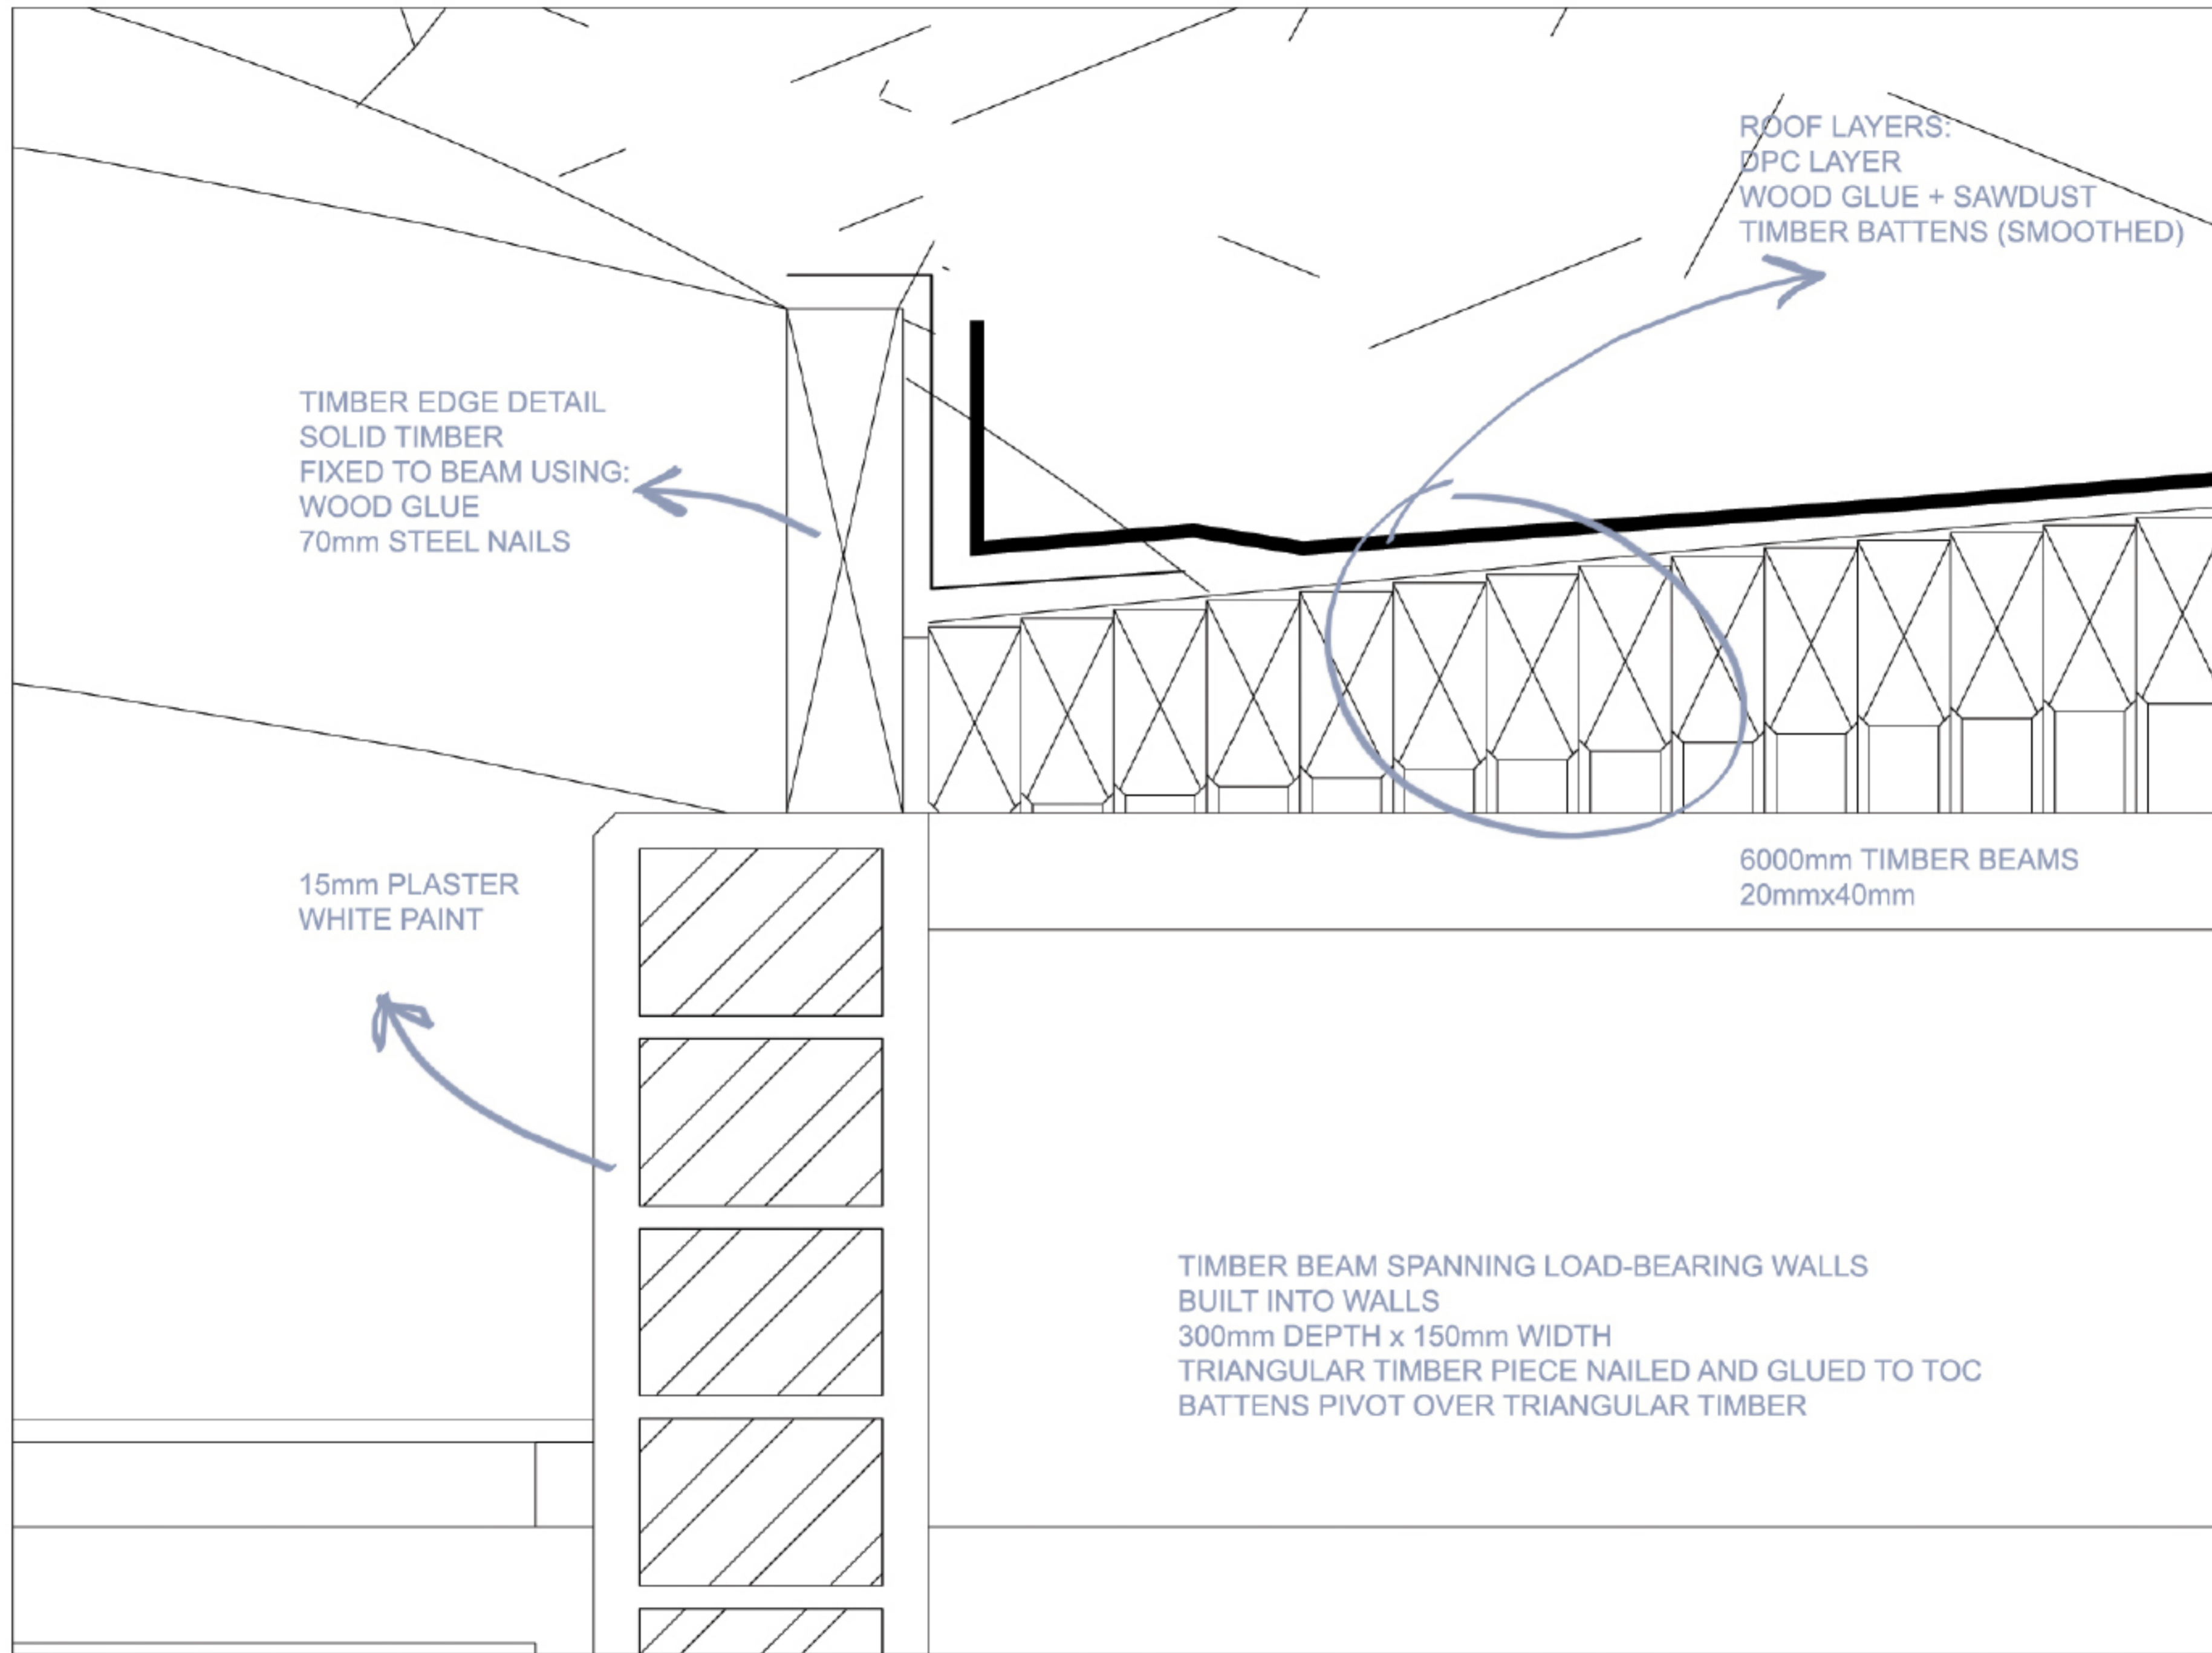 ROOF LAYERS:
DPC LAYER
WOOD GLUE + SAWDUST
TIMBER BATTENS (SMOOTHED)
TIMBER EDGE DETAIL
SOLID TIMBER
FIXED TO BEAM USING:
WOOD GLUE
70mm STEEL NAILS
15mm PLASTER
WHITE PAINT
6000mm TIMBER BEAMS
20mmx40mm
TIMBER BEAM SPANNING LOAD-BEARING WALLS
BUILT INTO WALLS
300mm DEPTH x 150mm WIDTH
TRIANGULAR TIMBER PIECE NAILED AND GLUED TO TOC
BATTENS PIVOT OVER TRIANGULAR TIMBER